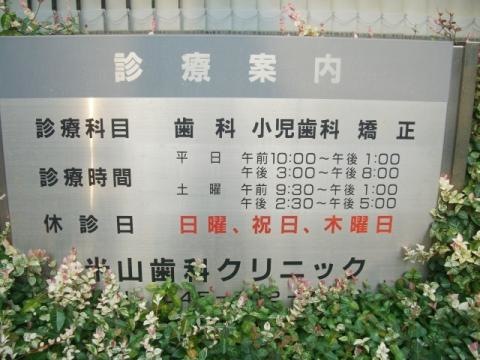 診療案内
診療科目 歯科 小児歯科 矯正
診療時間 平日 午前10:00～午後1:00
午後3:00～午後8:00
土曜 午前9:30～午後1:00
午後2:30～午後5:00
休診日 日曜、祝日、木曜日
米山歯科クリニック